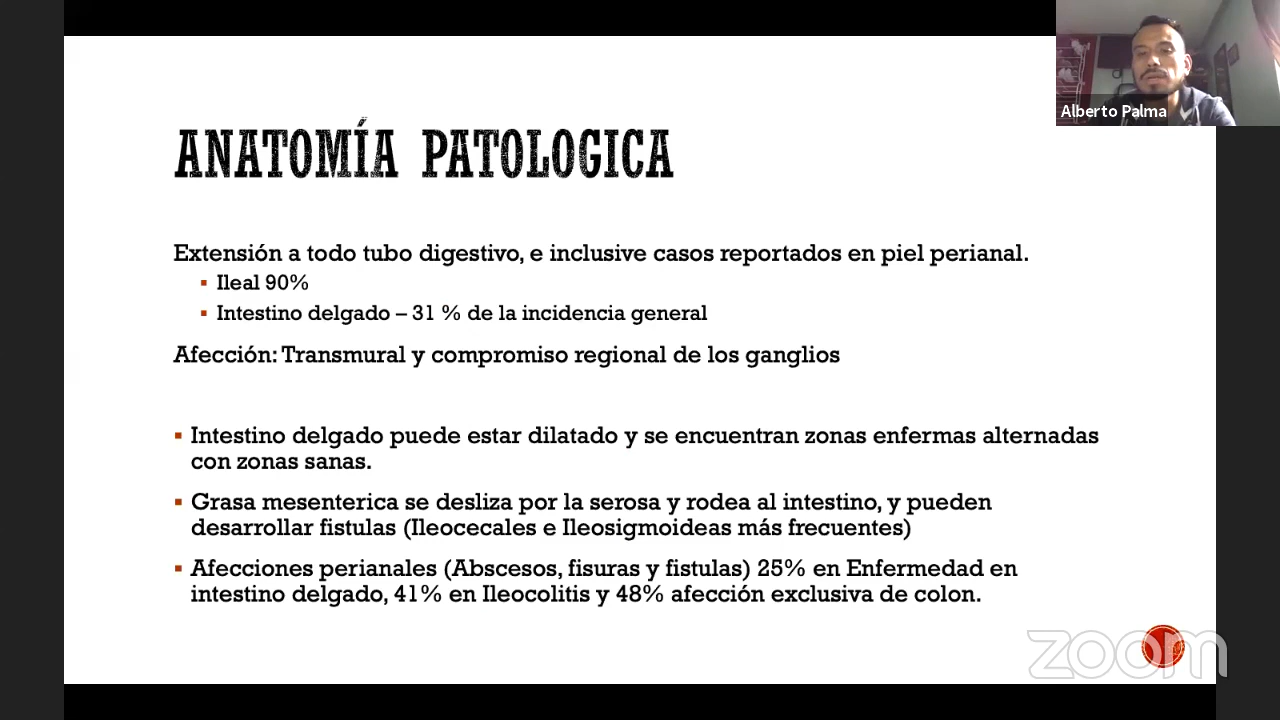 Alberto Palma
ANATOMÍA PATOLOGICA
Extensión a todo tubo digestivo, e inclusive casos reportados en piel perianal.
▪ Ileal 90%
▪ Intestino delgado – 31 % de la incidencia general
Afección: Transmural y compromiso regional de los ganglios
▪ Intestino delgado puede estar dilatado y se encuentran zonas enfermas alternadas
con zonas sanas.
▪ Grasa mesenterica se desliza por la serosa y rodea al intestino, y pueden
desarrollar fistulas (Ileocecales e Ileosigmoideas más frecuentes)
▪ Afecciones perianales (Abscesos, fisuras y fistulas) 25% en Enfermedad en
intestino delgado, 41% en Ileocolitis y 48% afección exclusiva de colon.
zoom